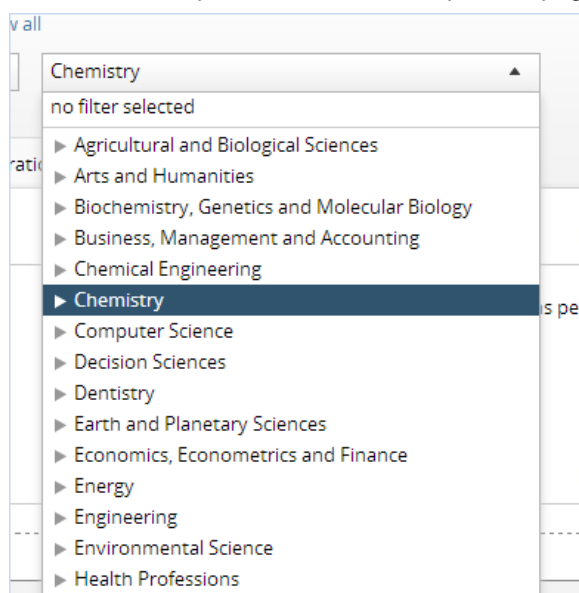 w all
Chemistry
no filter selected
Agricultural and Biological Sciences
Arts and Humanities
Biochemistry, Genetics and Molecular Biology
Business, Management and Accounting
Chemical Engineering
Chemistry
s pe
Computer Science
Decision Sciences
Dentistry
Earth and Planetary Sciences
Economics, Econometrics and Finance
Energy
Engineering
Environmental Science
Health Professions